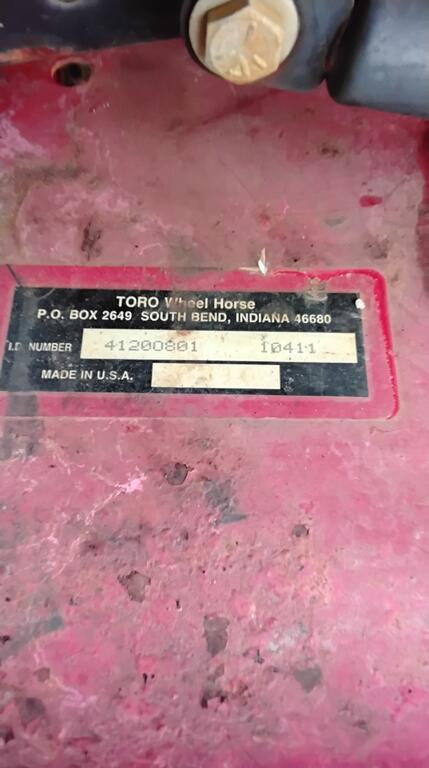 TORO Wheel Horse
P.O. BOX 2649 SOUTH BEND, INDIANA 46680
I.D. NUMBER 41200801 10411
MADE IN U.S.A.